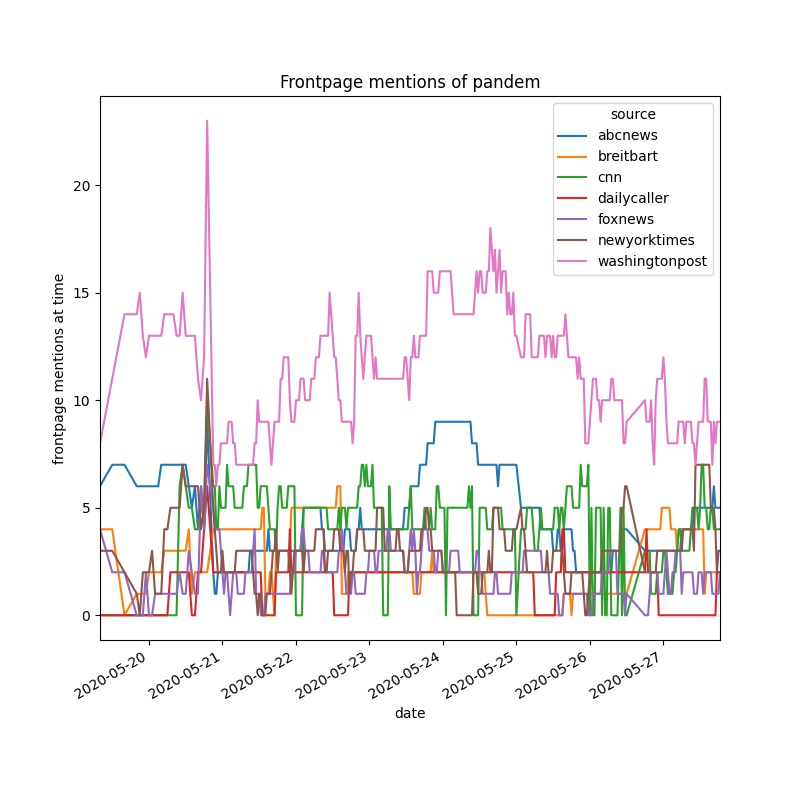 Frontpage mentions of pandem
source
abcnews
breitbart
cnn
dailycaller
foxnews
newyorktimes
washingtonpost
frontpage mentions at time
20
15
10
5
0
2020-05-20
2020-05-21
2020-05-22
2020-05-23
2020-05-24
2020-05-25
2020-05-26
2020-05-27
date